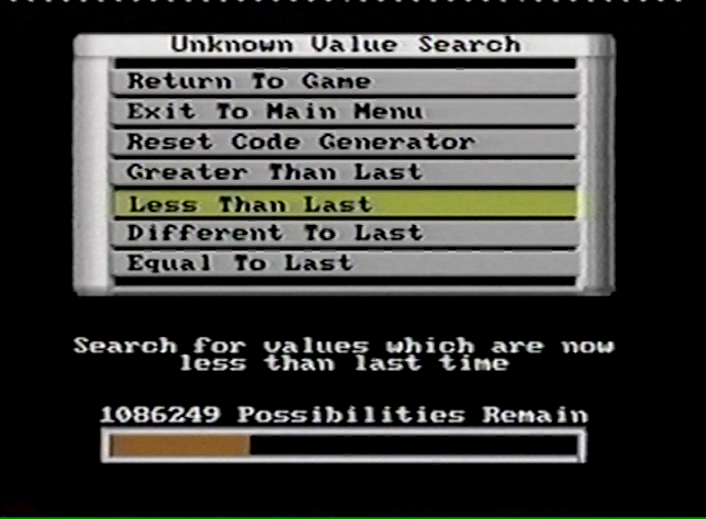 Unknown Value Search
Return To Game
Exit To Main Menu
Reset Code Generator
Greater Than Last
Less Than Last
Different To Last
Equal To Last
Search for values which are now
less than last time
1086249 Possibilities Remain